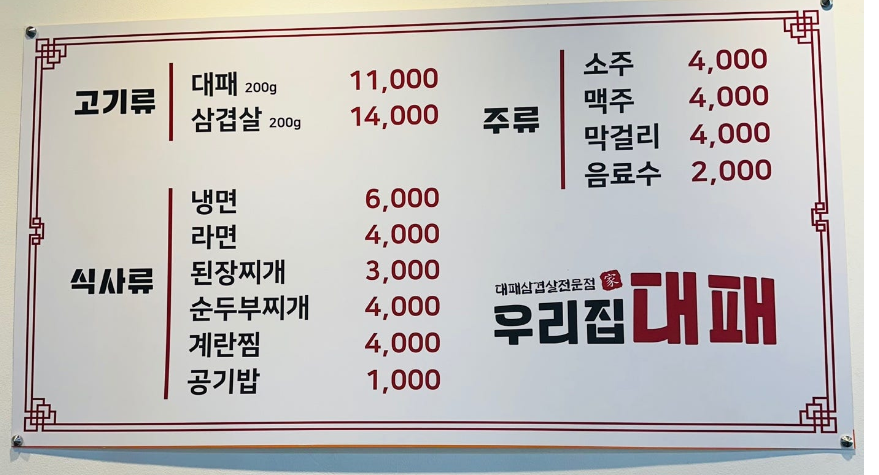 고기류
대패 200g 11,000
삼겹살 200g 14,000
식사류
냉면 6,000
라면 4,000
된장찌개 3,000
순두부찌개 4,000
계란찜 4,000
공기밥 1,000
주류
소주 4,000
맥주 4,000
막걸리 4,000
음료수 2,000
대패삼겹살전문점 家
우리집대패